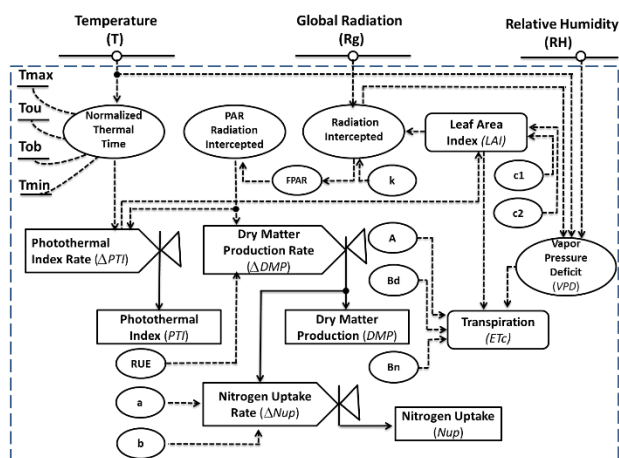 Temperature
(T)
Global Radiation
(Rg)
Relative Humidity
(RH)
Tmax
Tou
Tob
Tmin
Normalized
Thermal
Time
PAR
Radiation
Intercepted
Radiation
Intercepted
Leaf Area
Index (LAI)
FPAR
k
c1
c2
Photothermal
Index Rate (ΔPTI)
Dry Matter
Production Rate
(ΔDMP)
A
Bd
Bn
Vapor
Pressure
Deficit
(VPD)
Photothermal
Index (PTI)
Dry Matter
Production (DMP)
Transpiration
(ETc)
RUE
a
b
Nitrogen Uptake
Rate (ΔNup)
Nitrogen Uptake
(Nup)